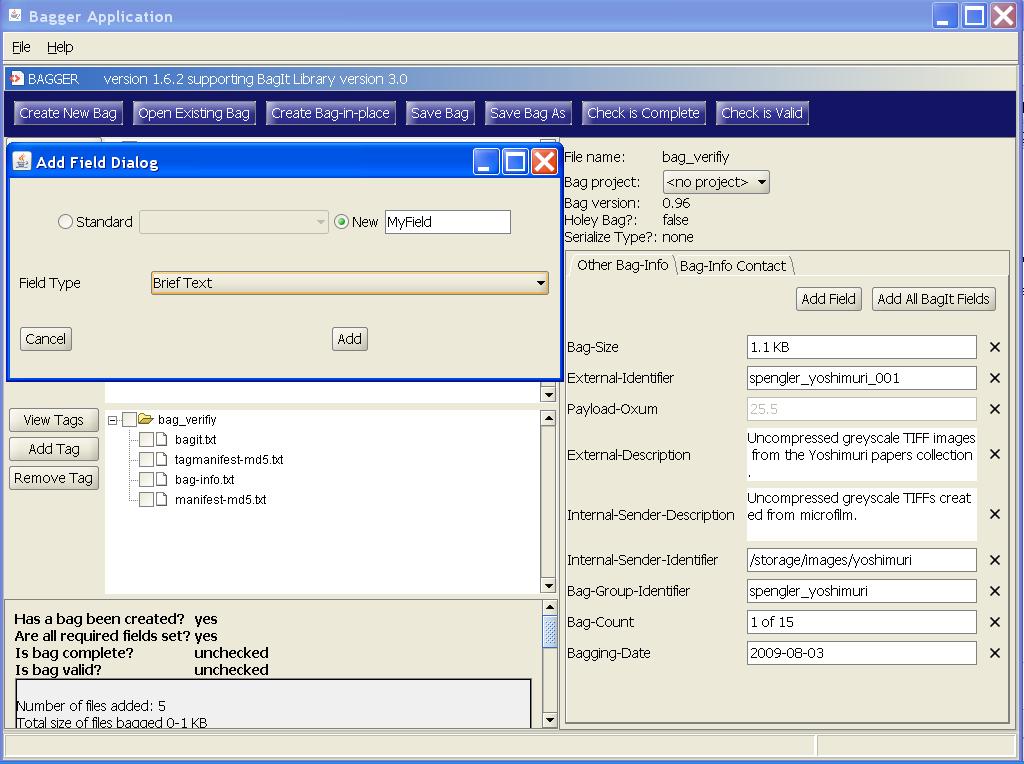 Bagger Application
File Help
BAGGER version 1.6.2 supporting BagIt Library version 3.0
Create New Bag Open Existing Bag Create Bag-in-place Save Bag Save Bag As Check is Complete Check is Valid
Add Field Dialog
Standard New MyField
Field Type Brief Text
Cancel Add
File name: bag_verifiy
Bag project: <no project>
Bag version: 0.96
Holey Bag?: false
Serialize Type?: none
Other Bag-Info Bag-Info Contact
Add Field Add All BagIt Fields
Bag-Size 1.1 KB
External-Identifier spengler_yoshimuri_001
Payload-Oxum 25.5
External-Description Uncompressed greyscale TIFF images
from the Yoshimuri papers collection
.
Internal-Sender-Description Uncompressed greyscale TIFFs creat
ed from microfilm.
Internal-Sender-Identifier /storage/images/yoshimuri
Bag-Group-Identifier spengler_yoshimuri
Bag-Count 1 of 15
Bagging-Date 2009-08-03
View Tags
Add Tag
Remove Tag
bag_verifiy
bagit.txt
tagmanifest-md5.txt
bag-info.txt
manifest-md5.txt
Has a bag been created? yes
Are all required fields set? yes
Is bag complete? unchecked
Is bag valid? unchecked
Number of files added: 5
Total size of files bagged 0-1 KB